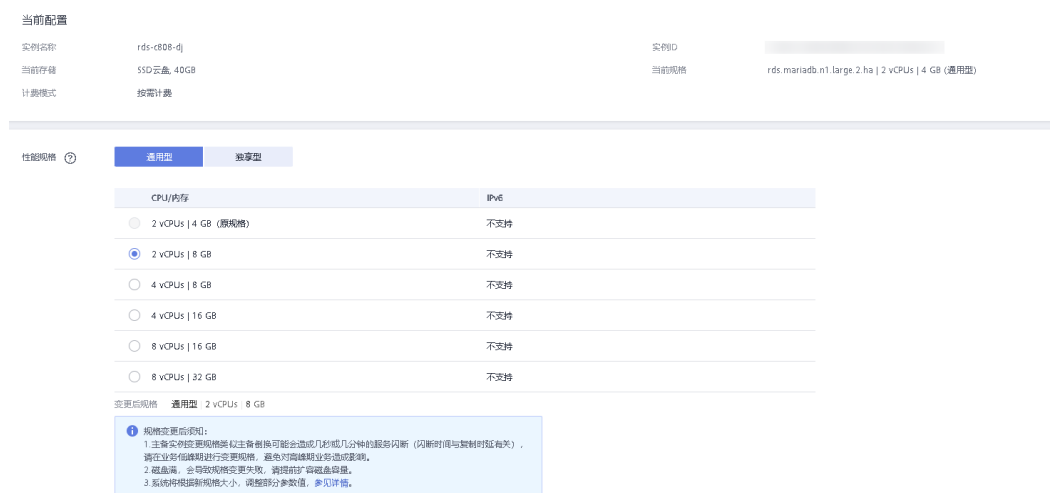 当前配置
实例名称 rds-c808-dj 实例ID
当前存储 SSD云盘, 40GB 当前规格 rds.mariadb.n1.large.2.ha | 2 vCPUs | 4 GB (通用型)
计费模式 按需计费
性能规格 ? 通用型 独享型
CPU/内存 IPv6
2 vCPUs | 4 GB (原规格) 不支持
2 vCPUs | 8 GB 不支持
4 vCPUs | 8 GB 不支持
4 vCPUs | 16 GB 不支持
8 vCPUs | 16 GB 不支持
8 vCPUs | 32 GB 不支持
变更后规格 通用型 | 2 vCPUs | 8 GB
规格变更后须知:
1.主备实例变更规格类似主备倒换可能会造成几秒或几分钟的服务闪断（闪断时间与复制时延有关），
请在业务低峰期进行变更规格，避免对高峰期业务造成影响。
2.磁盘满，会导致规格变更失败，请提前扩容磁盘容量。
3.系统将根据新规格大小，调整部分参数值，参见详情。